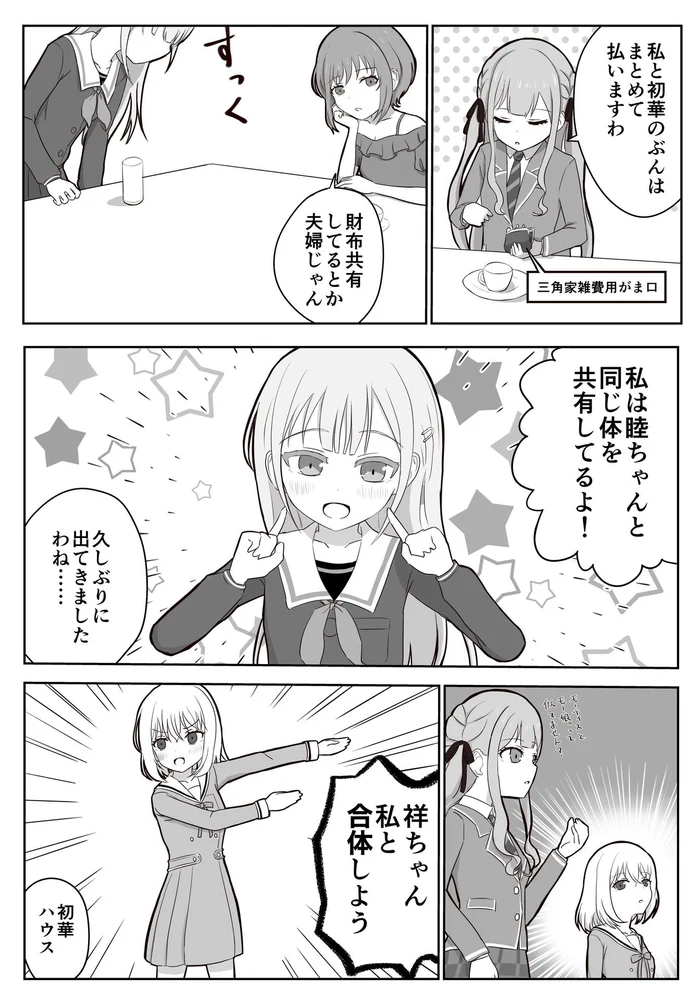 私と初華のぶんは
まとめて
払いますわ
三角家雑費用がま口
すっく
財布共有
してるとか
夫婦じゃん
私は睦ちゃんと
同じ体を
共有してるよ！
久しぶりに
出てきました
わね……
祥ちゃん
私と
合体しよう
初華
ハウス